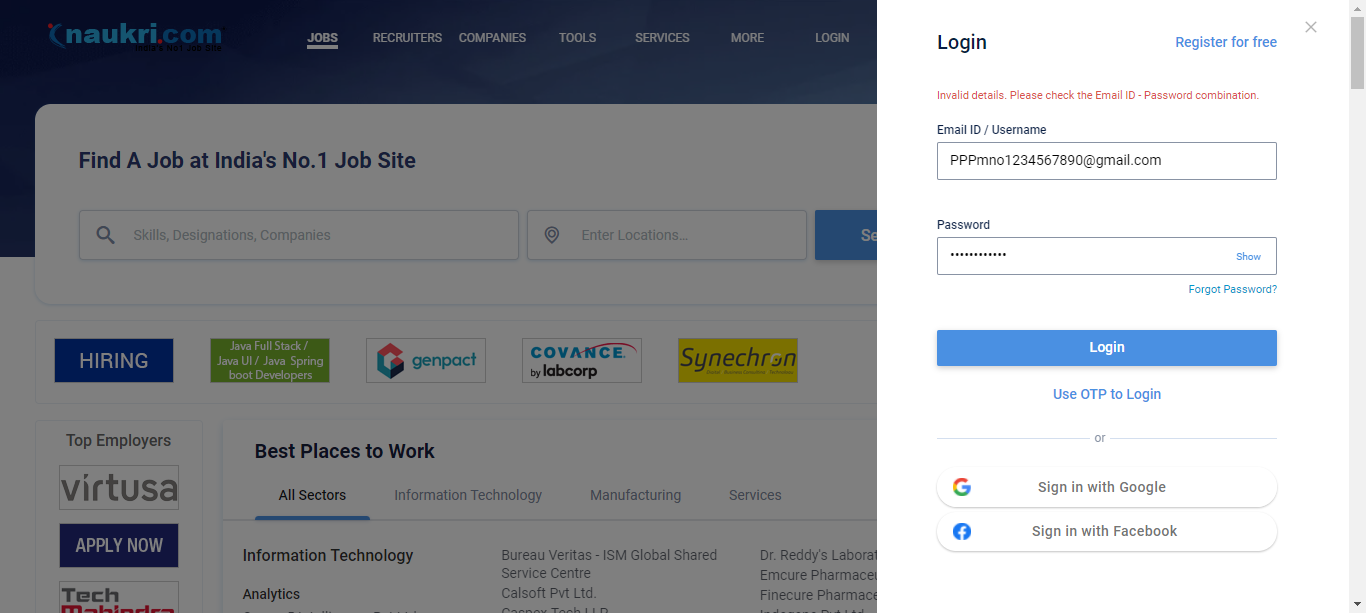 naukri.com
India's No1 Job Site
JOBS
RECRUITERS
COMPANIES
TOOLS
SERVICES
MORE
LOGIN
Find A Job at India's No.1 Job Site
Skills, Designations, Companies
Enter Locations...
Se
HIRING
Java Full Stack /
Java UI / Java Spring
boot Developers
genpact
COVANCE.
by labcorp
Synechron
Top Employers
virtusa
APPLY NOW
Tech
Mahindra
Best Places to Work
All Sectors
Information Technology
Manufacturing
Services
Information Technology
Analytics
Bureau Veritas - ISM Global Shared
Service Centre
Calsoft Pvt Ltd.
Dr. Reddy's Laborat
Emcure Pharmaceu
Finecure Pharmace
Login
Register for free
Invalid details. Please check the Email ID - Password combination.
Email ID / Username
PPPmno1234567890@gmail.com
Password
••••••••••••
Show
Forgot Password?
Login
Use OTP to Login
or
Sign in with Google
Sign in with Facebook